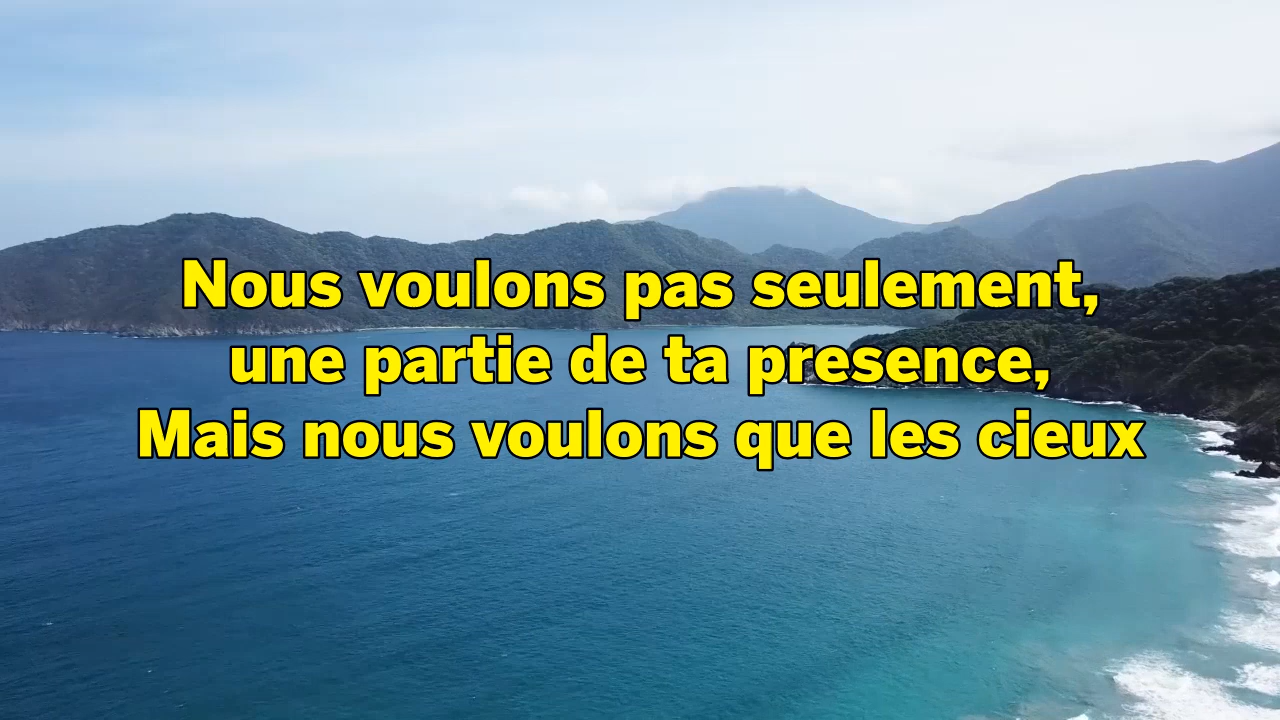 Nous voulons pas seulement,
une partie de ta presence,
Mais nous voulons que les cieux